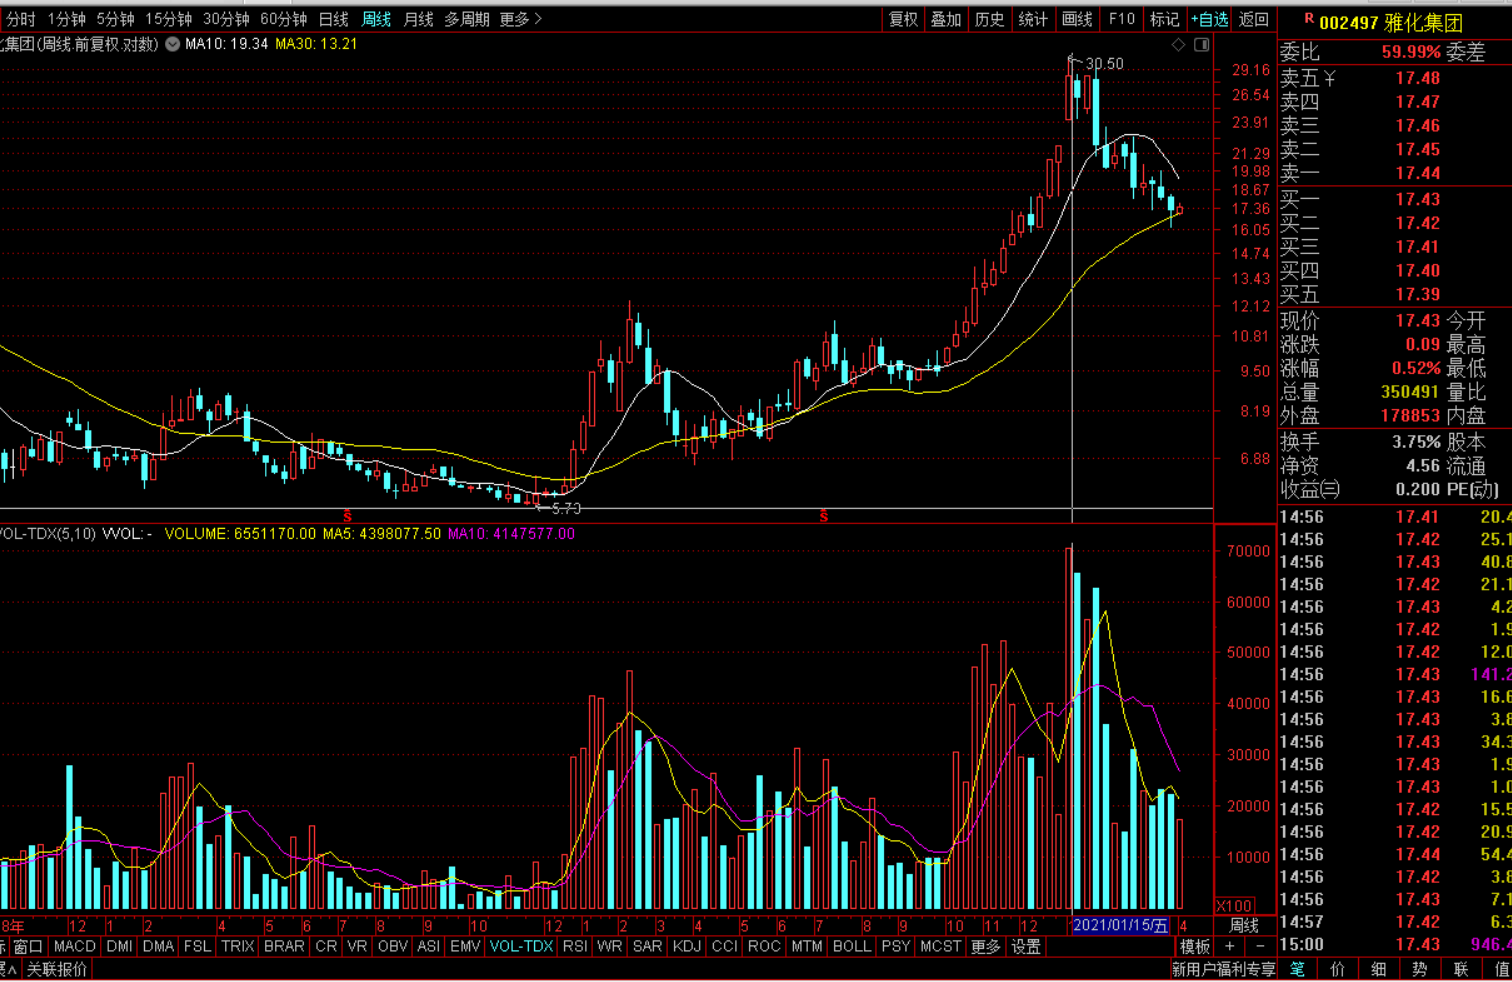 分时 1分钟 5分钟 15分钟 30分钟 60分钟 日线 周线 月线 多周期 更多
复权 叠加 历史 统计 画线 F10 标记 +自选 返回
R 002497 雅化集团
集团(周线.前复权.对数) MA10: 19.34 MA30: 13.21
30.50
5.70
29.16
26.54
23.91
21.29
19.98
18.67
17.36
16.05
14.74
13.43
12.12
10.81
9.50
8.19
6.88
S S
VOL-TDX(5,10) VVOL: - VOLUME: 6551170.00 MA5: 4398077.50 MA10: 4147577.00
70000
60000
50000
40000
30000
20000
10000
X100
8年 12 1 2 4 5 6 7 8 9 10 12 1 2 3 4 5 6 7 8 9 10 11 12 2021/01/15/五 4 周线
窗口 MACD DMI DMA FSL TRIX BRAR CR VR OBV ASI EMV VOL-TDX RSI WR SAR KDJ CCI ROC MTM BOLL PSY MCST 更多 设置 模板 + -
关联报价 新用户福利专享
委比 59.99% 委差
卖五 ¥ 17.48
卖四 17.47
卖三 17.46
卖二 17.45
卖一 17.44
买一 17.43
买二 17.42
买三 17.41
买四 17.40
买五 17.39
现价 17.43 今开
涨跌 0.09 最高
涨幅 0.52% 最低
总量 350491 量比
外盘 178853 内盘
换手 3.75% 股本
净资 4.56 流通
收益(三) 0.200 PE(动)
14:56 17.41 20.4
14:56 17.42 25.1
14:56 17.43 40.8
14:56 17.42 21.1
14:56 17.43 4.2
14:56 17.42 1.9
14:56 17.42 12.0
14:56 17.43 141.2
14:56 17.43 16.6
14:56 17.43 3.8
14:56 17.43 34.3
14:56 17.43 1.9
14:56 17.43 1.0
14:56 17.42 15.5
14:56 17.42 20.9
14:56 17.44 54.4
14:56 17.42 3.8
14:56 17.43 7.1
14:57 17.42 6.3
15:00 17.43 946.4
笔 价 细 势 联 值